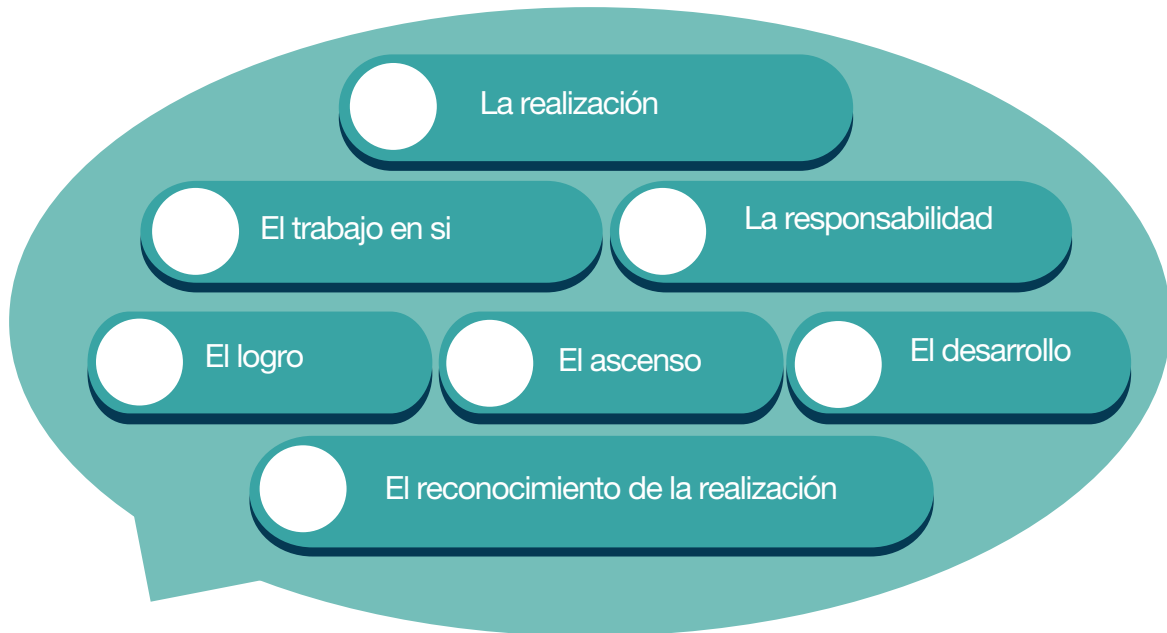 La realización
El trabajo en si
La responsabilidad
El logro
El ascenso
El desarrollo
El reconocimiento de la realización